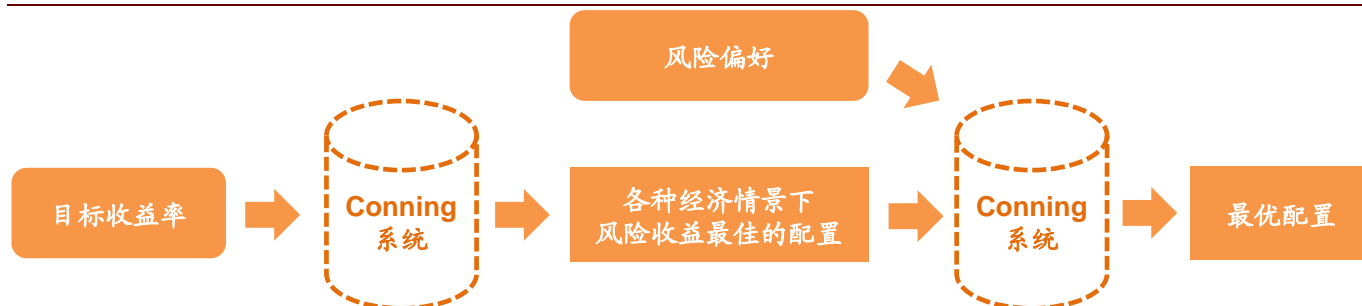 风险偏好
目标收益率
Conning
系统
各种经济情景下
风险收益最佳的配置
Conning
系统
最优配置